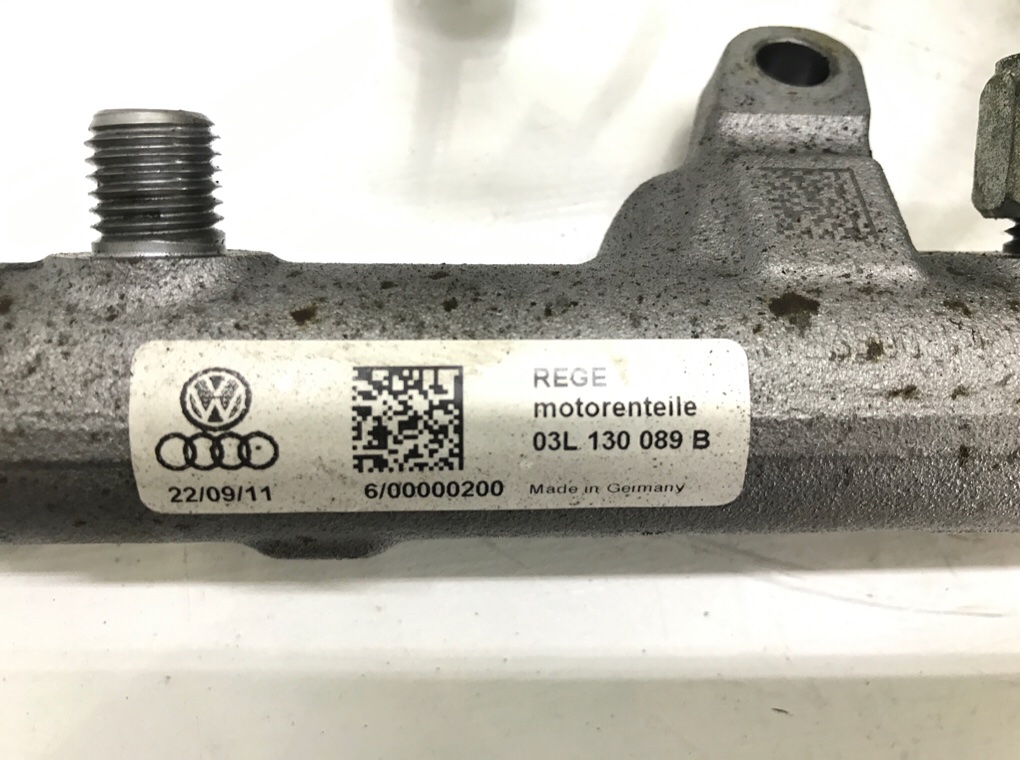 REGE
motorenteile
03L 130 089 B
22/09/11
6/00000200
Made in Germany